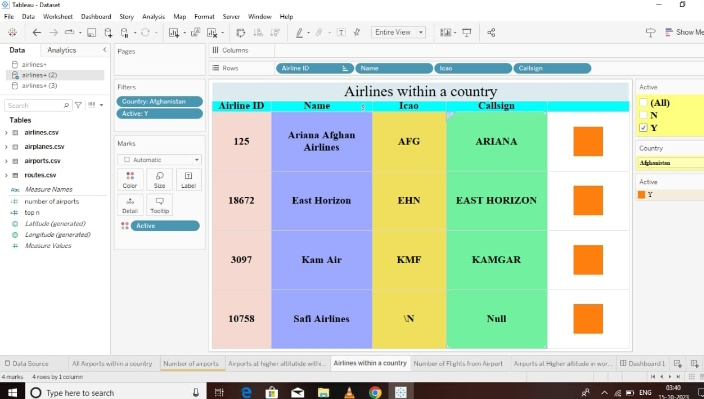 Tableau - Dataset
File Data Worksheet Dashboard Story Analysis Map Format Server Window Help
Entire View
Show Me
Data Analytics
airlines+
airlines+ (2)
airlines+ (3)
Search
Tables
airlines.csv
airplanes.csv
airports.csv
routes.csv
Abc Measure Names
number of airports
top n
Latitude (generated)
Longitude (generated)
Measure Values
Pages
Filters
Country: Afghanistan
Active: Y
Marks
Automatic
Color Size Label
Detail Tooltip
Active
Columns
Rows Airline ID Name Icao Callsign
Airlines within a country
Airline ID Name Icao Callsign
125 Ariana Afghan Airlines AFG ARIANA
18672 East Horizon EHN EAST HORIZON
3097 Kam Air KMF KAMGAR
10758 Safi Airlines \N Null
Active
(All)
N
Y
Country
Afghanistan
Active
Y
Data Source All Airports within a country Number of airports Airports at higher altitutide withi... Airlines within a country Number of Flights from Airport Airports at Higher altitude in wor... Dashboard 1
4 marks 4 rows by 1 column
Type here to search
ENG
03:40
15-10-2023